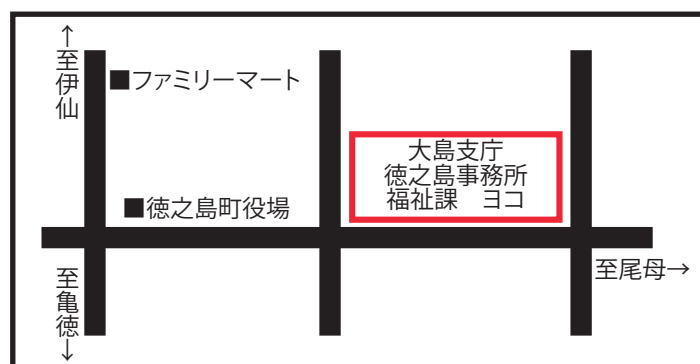 ↑至伊仙
■ファミリーマート
大島支庁
徳之島事務所
福祉課　ヨコ
■徳之島町役場
至尾母→
至亀徳↓